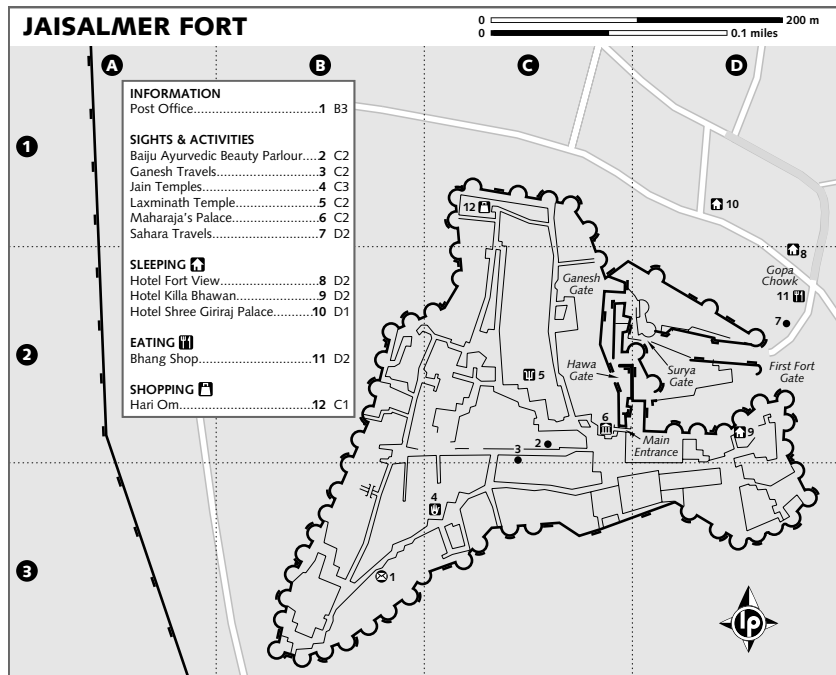 JAISALMER FORT
0 200 m
0 0.1 miles
A B C D
INFORMATION
Post Office..............................1 B3
SIGHTS & ACTIVITIES
Baiju Ayurvedic Beauty Parlour....2 C2
Ganesh Travels.........................3 C2
Jain Temples............................4 C3
Laxminath Temple....................5 C2
Maharaja's Palace.....................6 C2
Sahara Travels..........................7 D2
SLEEPING
Hotel Fort View........................8 D2
Hotel Killa Bhawan...................9 D2
Hotel Shree Giriraj Palace.........10 D1
EATING
Bhang Shop............................11 D2
SHOPPING
Hari Om.................................12 C1
1
2
3
12
10
8
Gopa
Chowk
11
7
Ganesh
Gate
First Fort
Gate
Surya
Gate
Hawa
Gate
5
6
Main
Entrance
9
2
3
4
1
lp